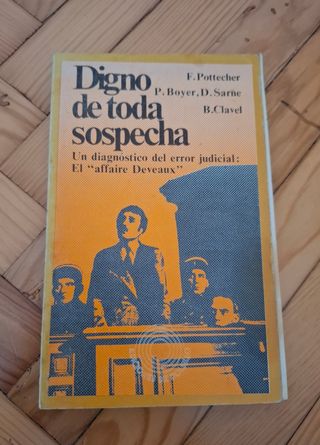 Digno
de toda
sospecha
F. Pottecher
P. Boyer, D. Sarne
B. Clavel
Un diagnóstico del error judicial:
El "affaire Deveaux"